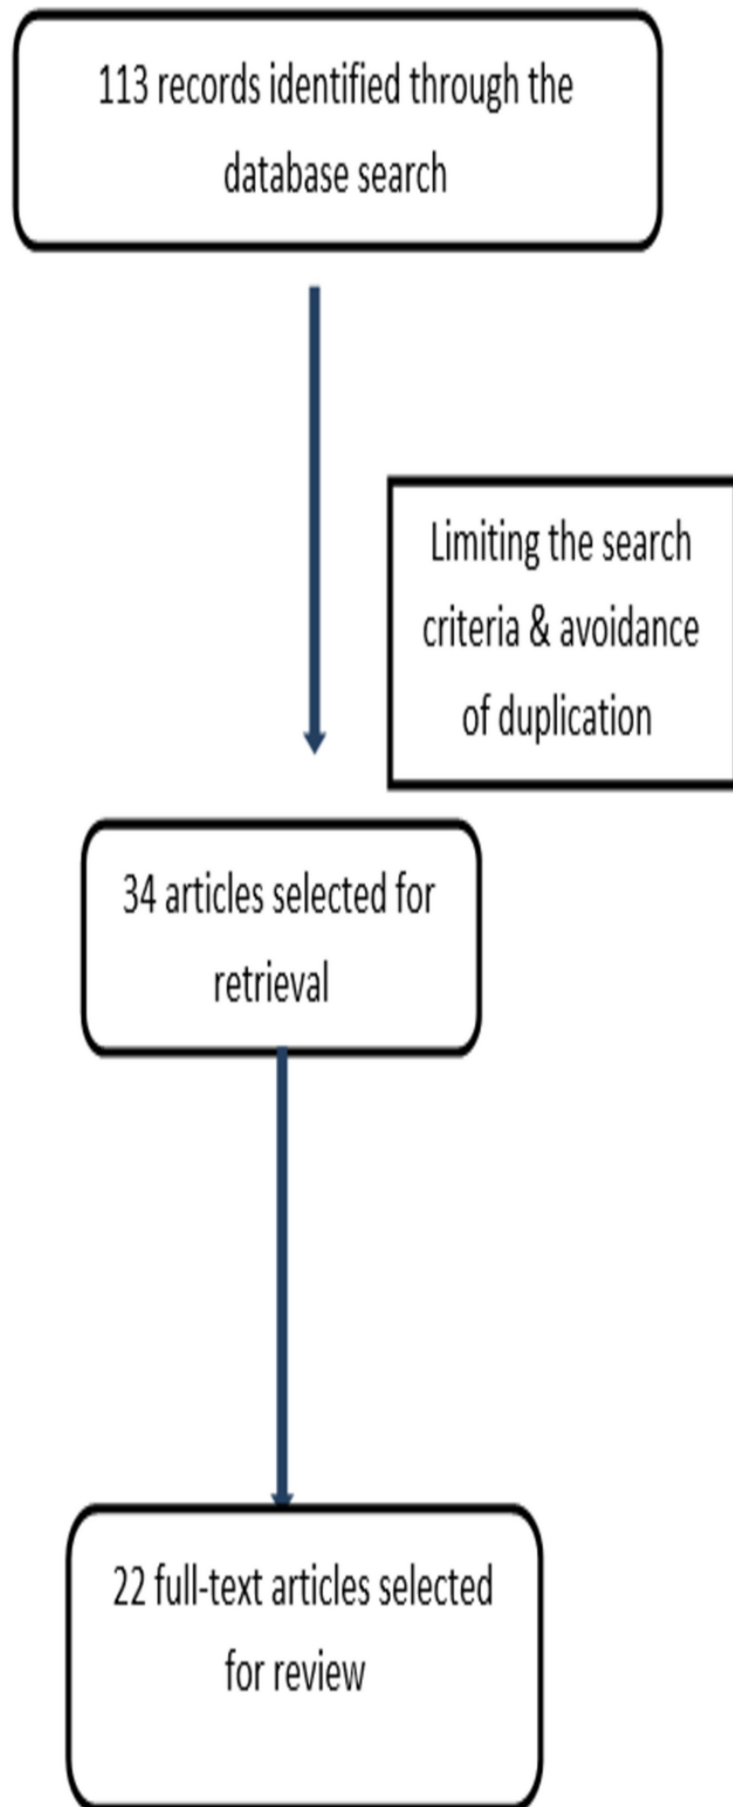 113 records identified through the
database search
Limiting the search
criteria & avoidance
of duplication
34 articles selected for
retrieval
22 full-text articles selected
for review